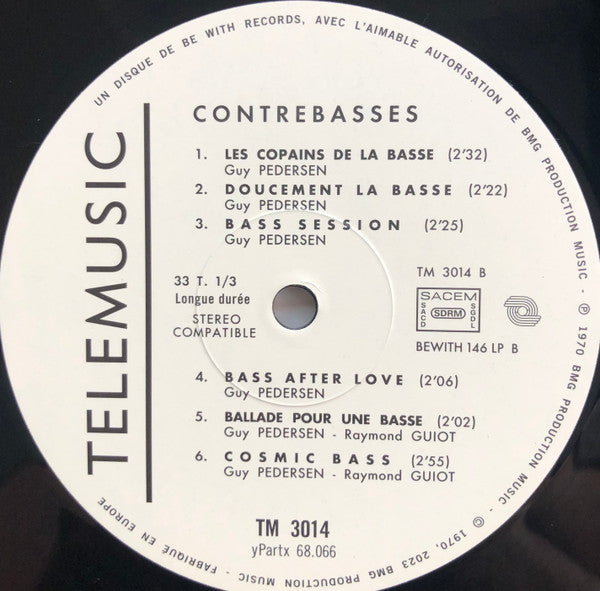 UN DISQUE DE BE WITH RECORDS, AVEC L'AIMABLE AUTORISATION DE BMG PRODUCTION MUSIC - ℗ 1970 BMG PRODUCTION MUSIC - © 1970, 2023 BMG PRODUCTION MUSIC - FABRIQUÉ EN EUROPE
TELEMUSIC
CONTREBASSES
1. LES COPAINS DE LA BASSE (2'32)
Guy PEDERSEN
2. DOUCEMENT LA BASSE (2'22)
Guy PEDERSEN
3. BASS SESSION (2'25)
Guy PEDERSEN
33 T. 1/3
Longue durée
STEREO
COMPATIBLE
TM 3014 B
SACEM
SACD
SDRM
SGDL
BEWITH 146 LP B
4. BASS AFTER LOVE (2'06)
Guy PEDERSEN
5. BALLADE POUR UNE BASSE (2'02)
Guy PEDERSEN - Raymond GUIOT
6. COSMIC BASS (2'55)
Guy PEDERSEN - Raymond GUIOT
TM 3014
yPartx 68.066